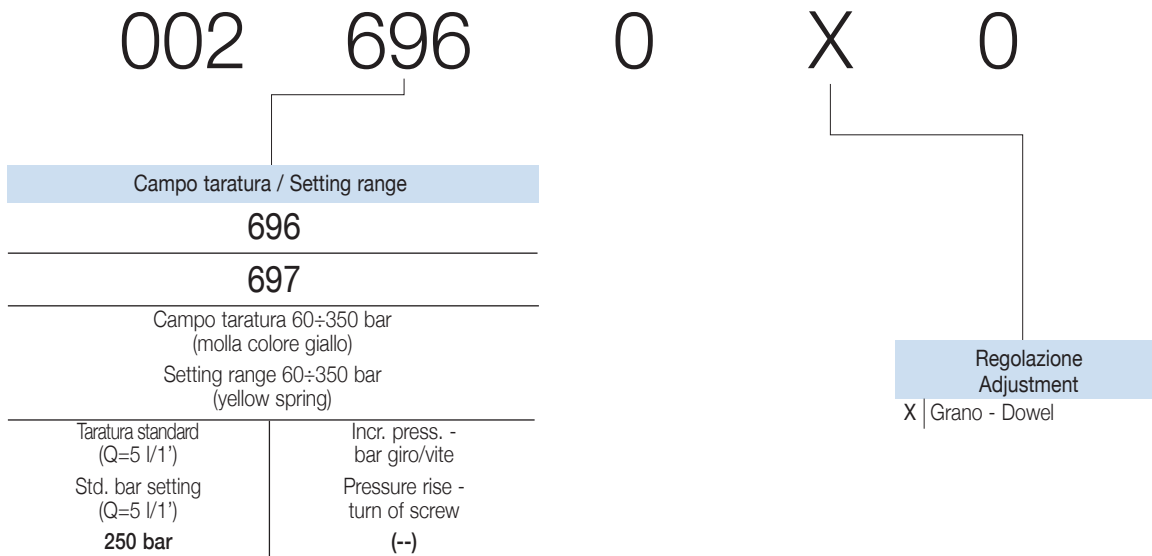 002 696 0 X 0
Campo taratura / Setting range
696
697
Campo taratura 60÷350 bar
(molla colore giallo)
Setting range 60÷350 bar
(yellow spring)
Taratura standard
(Q=5 l/1')
Std. bar setting
(Q=5 l/1')
250 bar
Incr. press. -
bar giro/vite
Pressure rise -
turn of screw
(--)
Regolazione
Adjustment
X Grano - Dowel